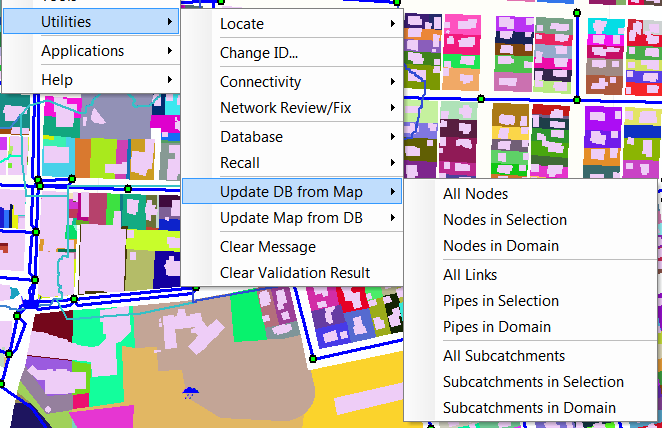 Utilities
Applications
Help
Locate
Change ID...
Connectivity
Network Review/Fix
Database
Recall
Update DB from Map
Update Map from DB
Clear Message
Clear Validation Result
All Nodes
Nodes in Selection
Nodes in Domain
All Links
Pipes in Selection
Pipes in Domain
All Subcatchments
Subcatchments in Selection
Subcatchments in Domain